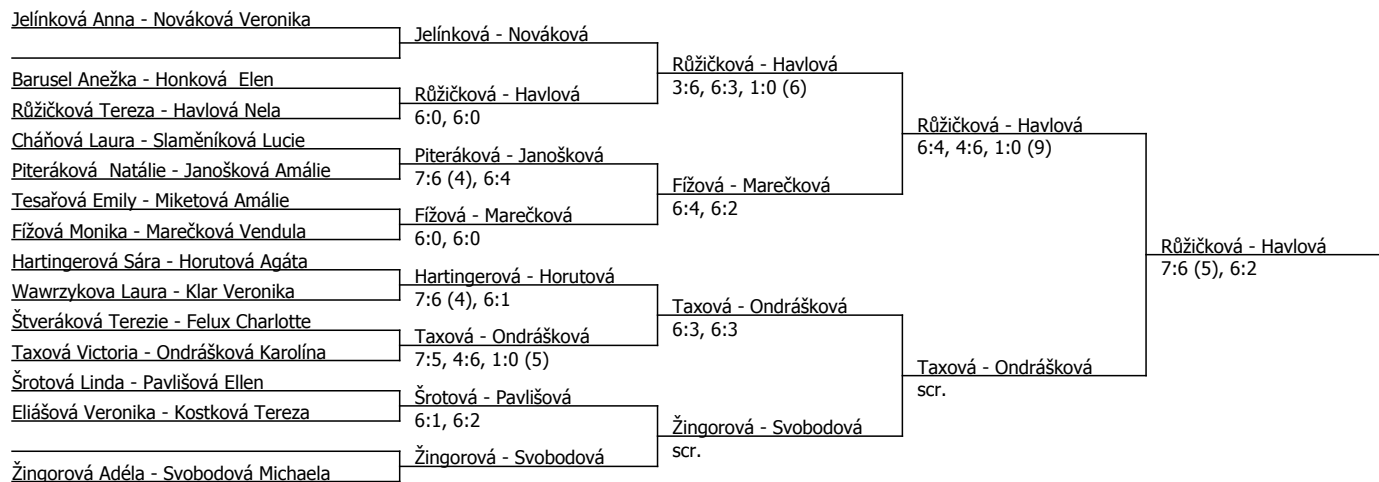 Jelínková Anna - Nováková Veronika
Barusel Anežka - Honková  Elen
Růžičková Tereza - Havlová Nela
Cháňová Laura - Slaměníková Lucie
Piteráková  Natálie - Janošková Amálie
Tesařová Emily - Miketová Amálie
Fížová Monika - Marečková Vendula
Hartingerová Sára - Horutová Agáta
Wawrzykova Laura - Klar Veronika
Štveráková Terezie - Felux Charlotte
Taxová Victoria - Ondrášková Karolína
Šrotová Linda - Pavlišová Ellen
Eliášová Veronika - Kostková Tereza
Žingorová Adéla - Svobodová Michaela
Jelínková - Nováková
Růžičková - Havlová
6:0, 6:0
Piteráková - Janošková
7:6 (4), 6:4
Fížová - Marečková
6:0, 6:0
Hartingerová - Horutová
7:6 (4), 6:1
Taxová - Ondrášková
7:5, 4:6, 1:0 (5)
Šrotová - Pavlišová
6:1, 6:2
Žingorová - Svobodová
Růžičková - Havlová
3:6, 6:3, 1:0 (6)
Fížová - Marečková
6:4, 6:2
Taxová - Ondrášková
6:3, 6:3
Žingorová - Svobodová
scr.
Růžičková - Havlová
6:4, 4:6, 1:0 (9)
Taxová - Ondrášková
scr.
Růžičková - Havlová
7:6 (5), 6:2